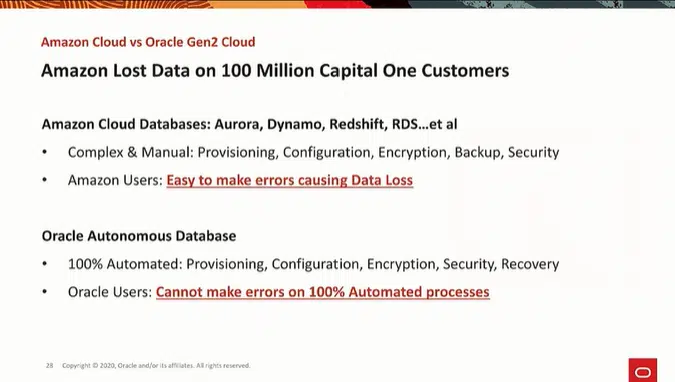 Amazon Cloud vs Oracle Gen2 Cloud
Amazon Lost Data on 100 Million Capital One Customers
Amazon Cloud Databases: Aurora, Dynamo, Redshift, RDS…et al
• Complex & Manual: Provisioning, Configuration, Encryption, Backup, Security
• Amazon Users: Easy to make errors causing Data Loss
Oracle Autonomous Database
• 100% Automated: Provisioning, Configuration, Encryption, Security, Recovery
• Oracle Users: Cannot make errors on 100% Automated processes
28 Copyright © 2020, Oracle and/or its affiliates. All rights reserved.